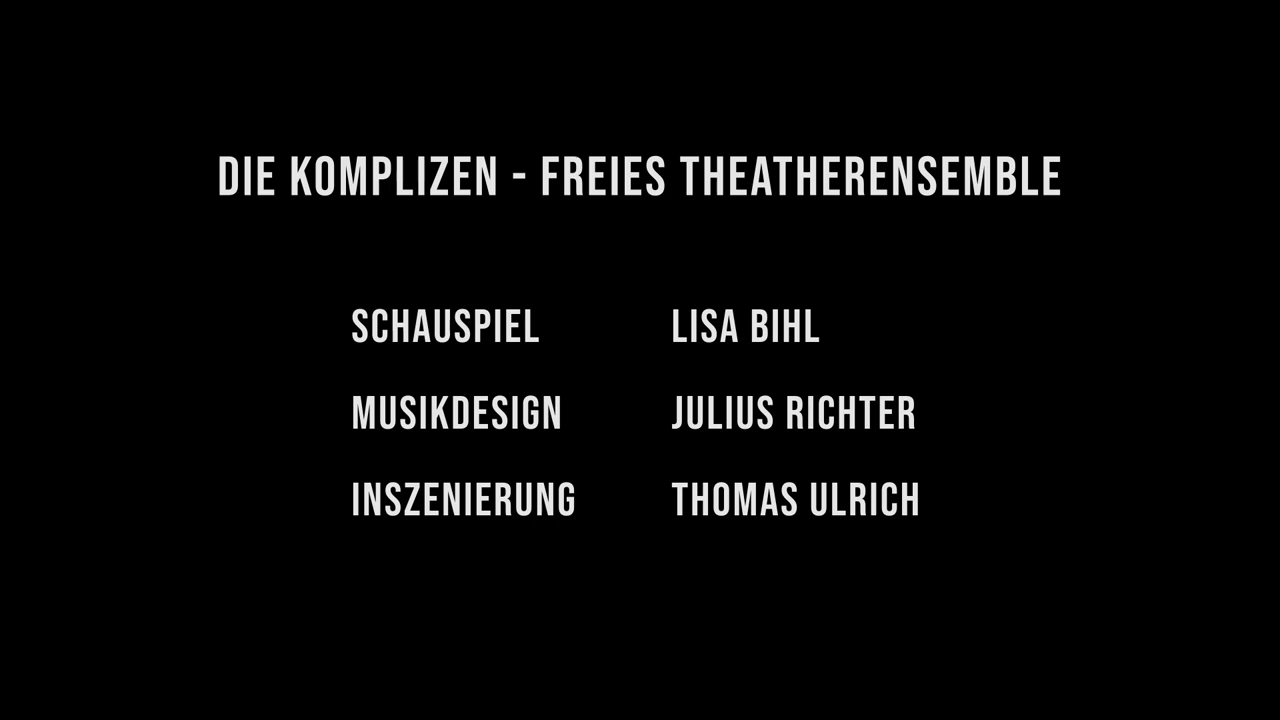 DIE KOMPLIZEN - FREIES THEATHERENSEMBLE
SCHAUSPIEL LISA BIHL
MUSIKDESIGN JULIUS RICHTER
INSZENIERUNG THOMAS ULRICH